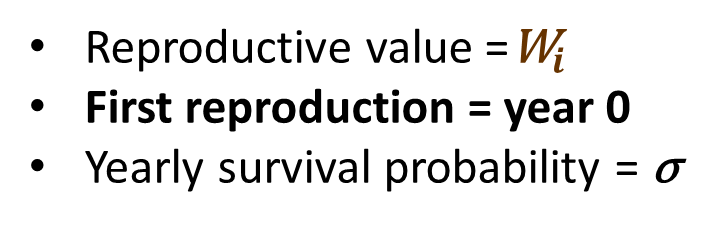 • Reproductive value = Wᵢ
• First reproduction = year 0
• Yearly survival probability = σ